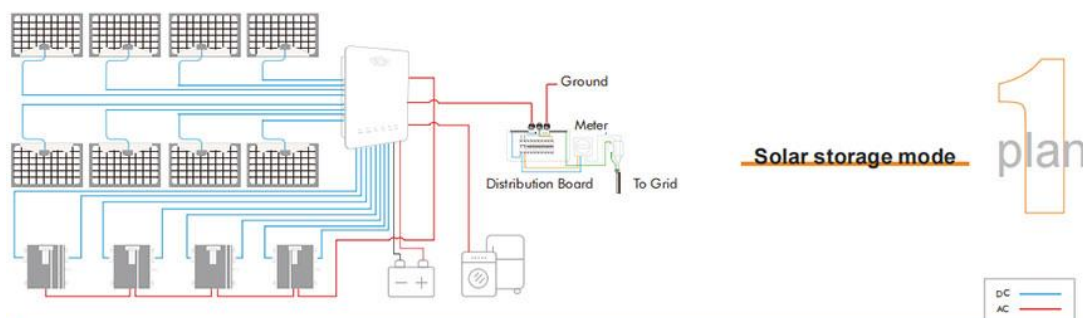 Ground
Meter
Distribution Board
To Grid
Solar storage mode
1
plan
DC
AC